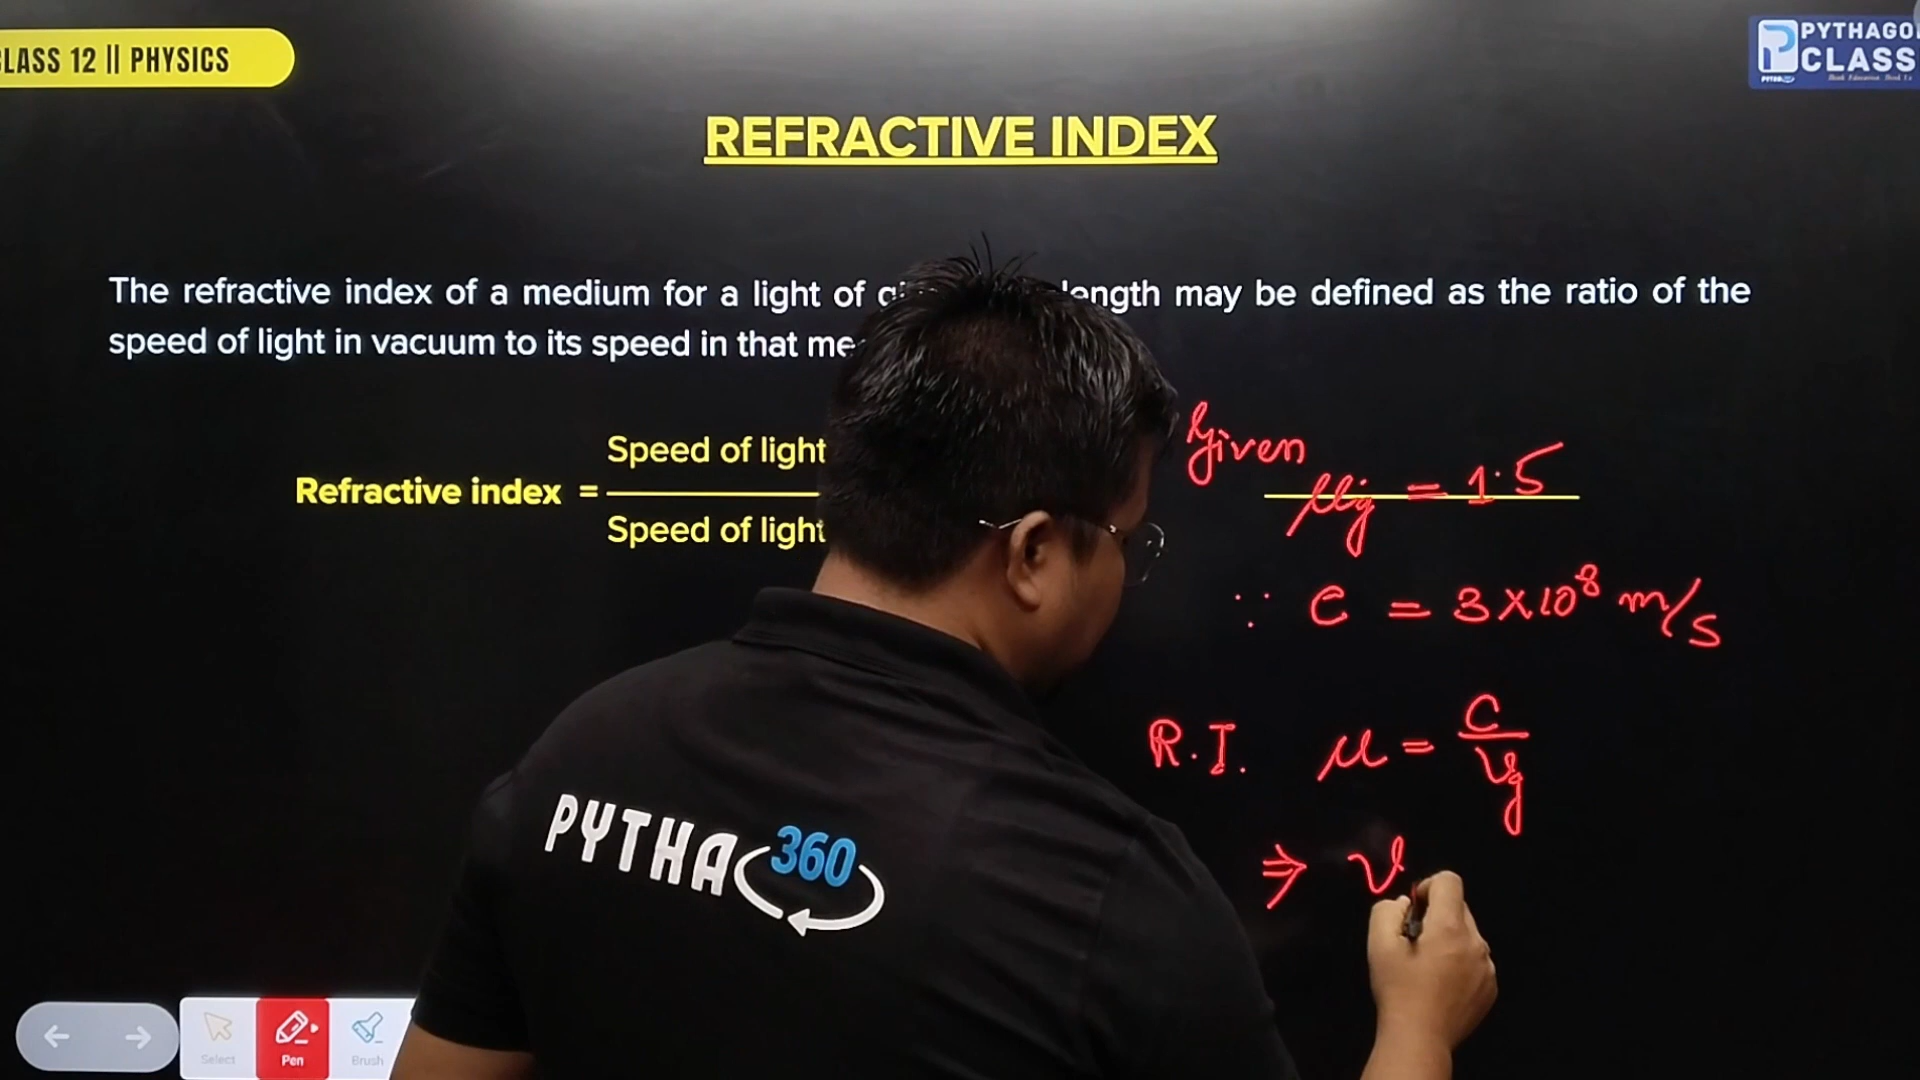 CLASS 12 || PHYSICS
PYTHAGO
CLASS
REFRACTIVE INDEX
The refractive index of a medium for a light of length may be defined as the ratio of the
speed of light in vacuum to its speed in that
Refractive index =
Speed of light
Speed of light
Given
μg = 1.5
∵ c = 3×10⁸ m/s
R.I. μ = c/vg
⇒ v
PYTHA 360
Select
Pen
Brush